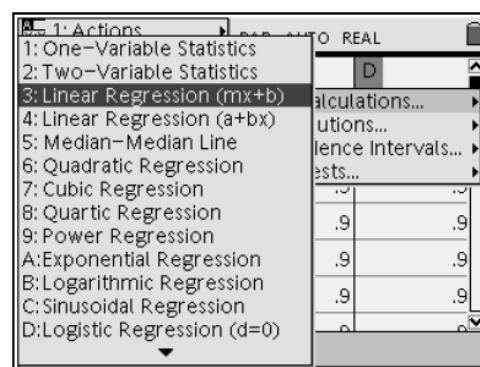 1: Actions
RAD AUTO REAL
1: One-Variable Statistics
2: Two-Variable Statistics
D
3: Linear Regression (mx+b)
alculations...
4: Linear Regression (a+bx)
utions...
5: Median-Median Line
dence Intervals...
6: Quadratic Regression
ests...
7: Cubic Regression
8: Quartic Regression
.9 .9
9: Power Regression
A:Exponential Regression
.9 .9
B:Logarithmic Regression
C:Sinusoidal Regression
.9 .9
D:Logistic Regression (d=0)